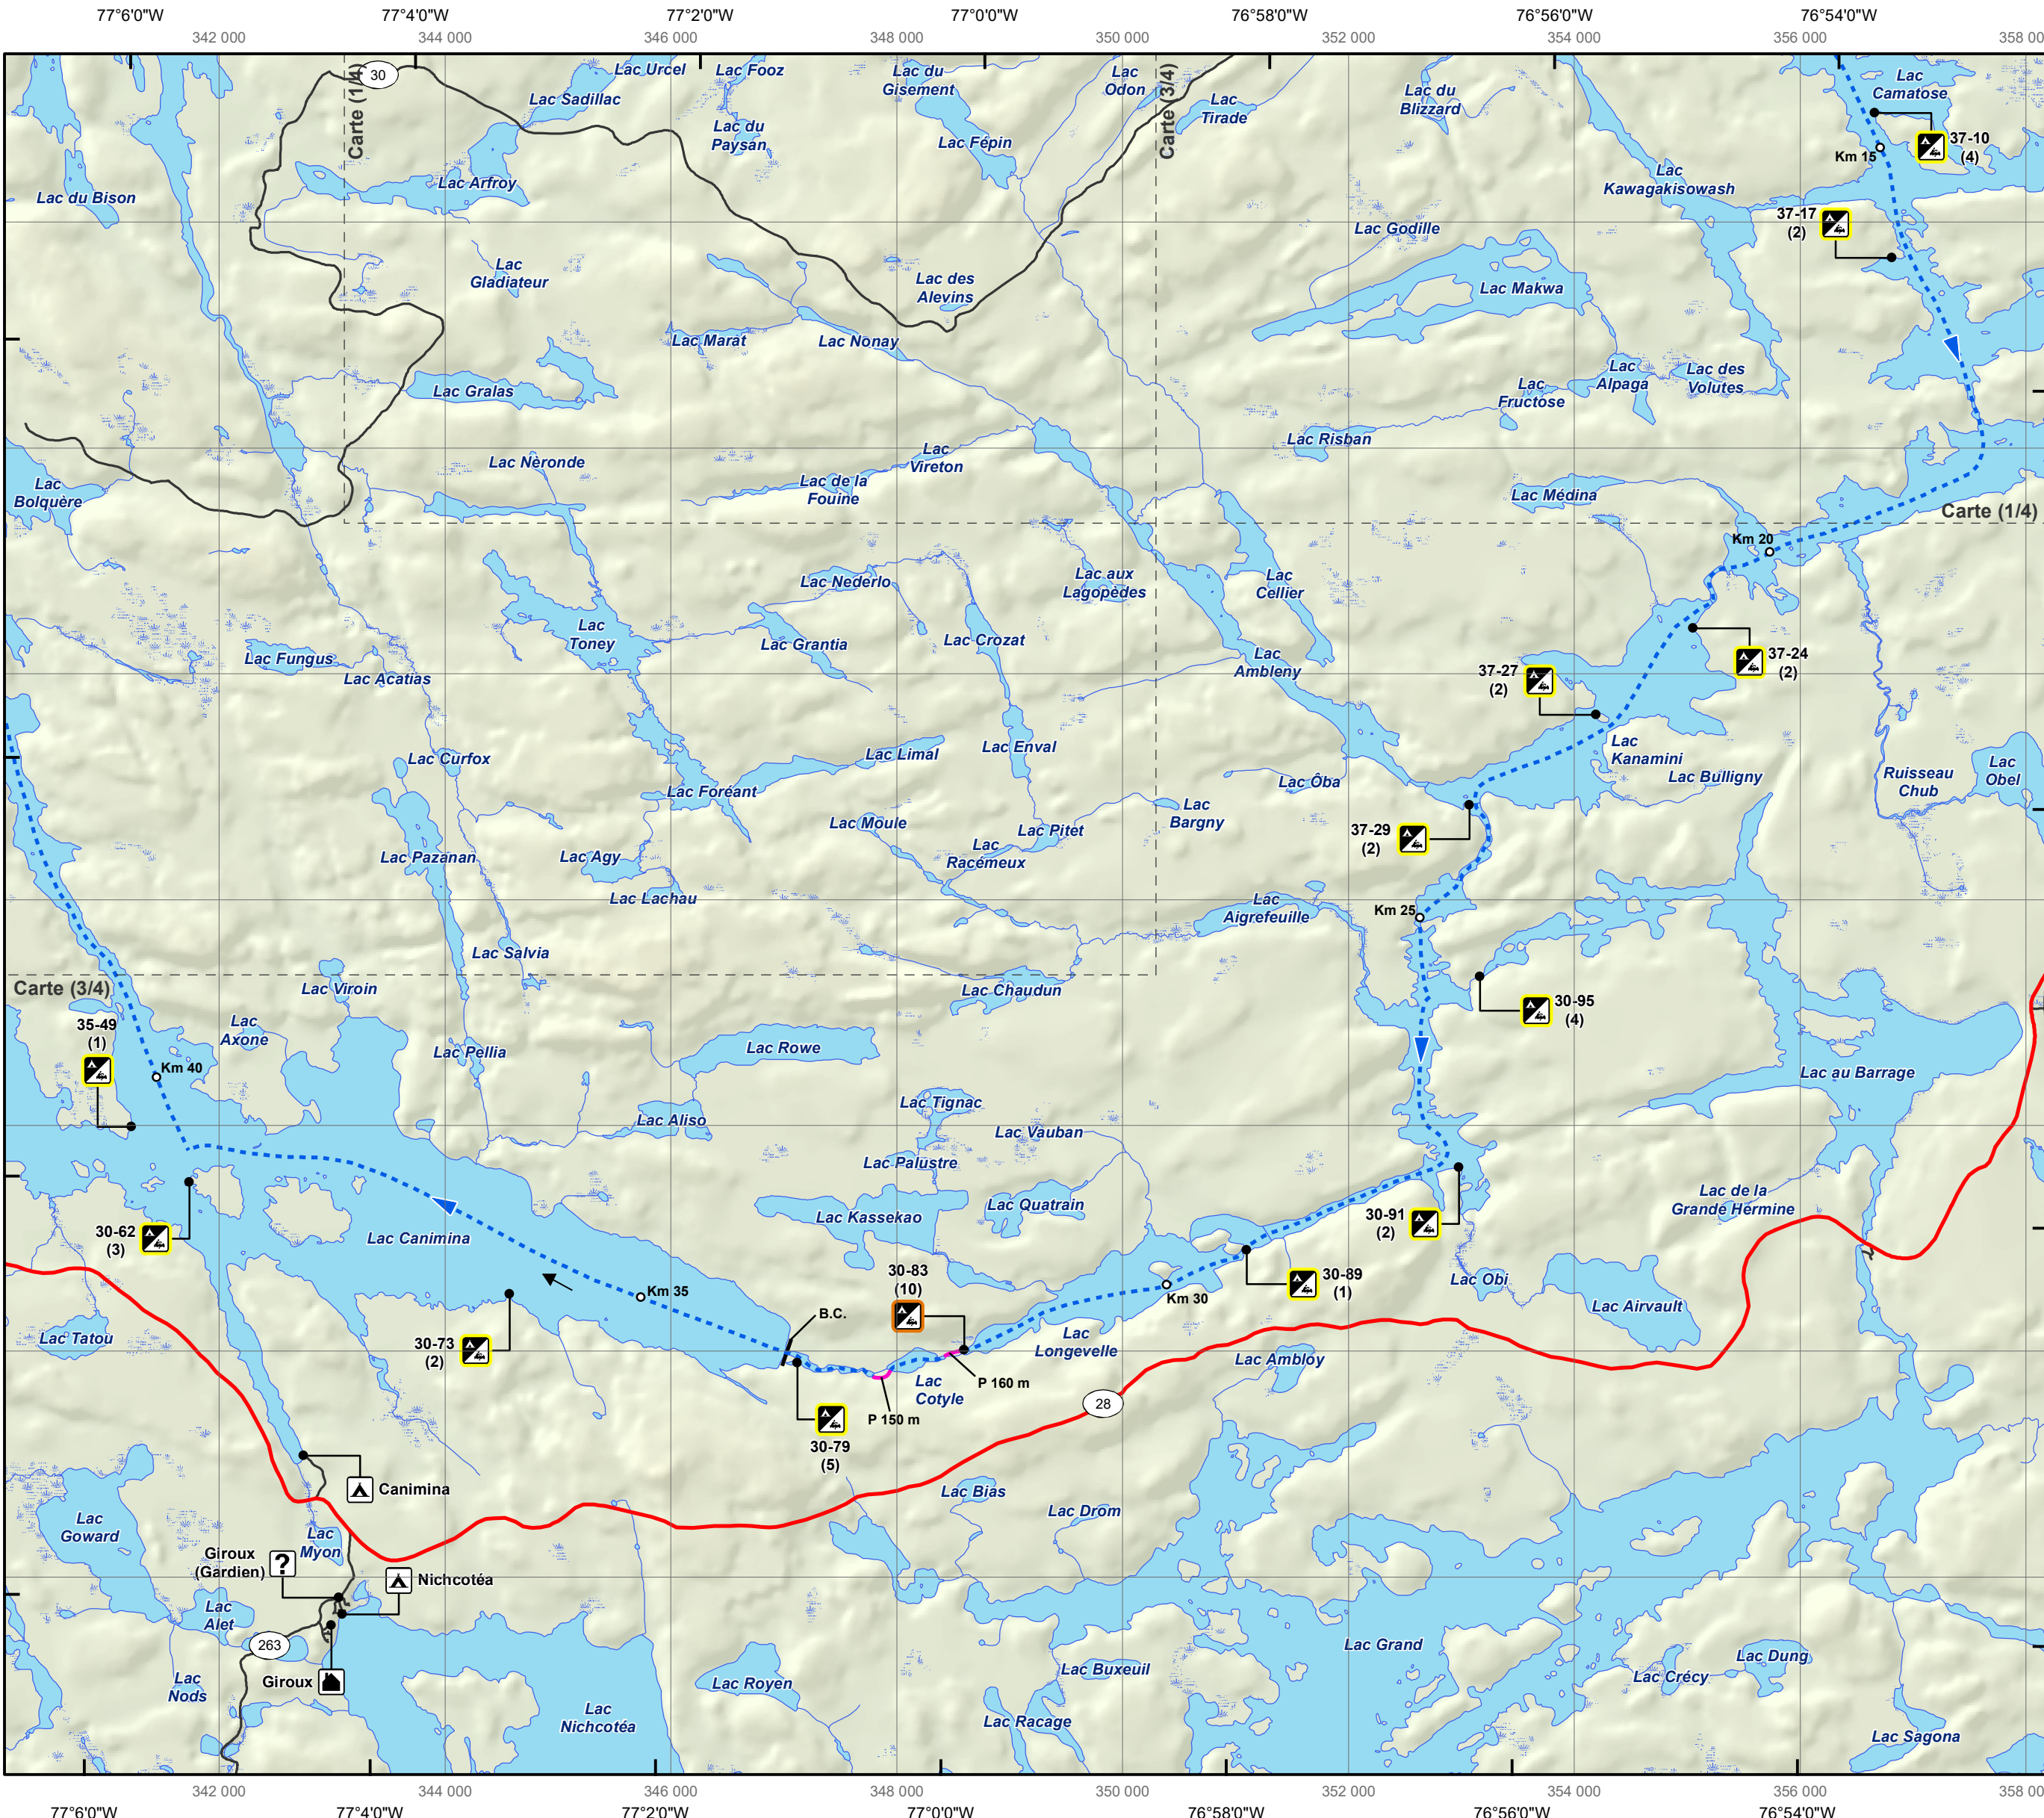 77°6'0"W 77°4'0"W 77°2'0"W 77°0'0"W 76°58'0"W 76°56'0"W 76°54'0"W
342 000 344 000 346 000 348 000 350 000 352 000 354 000 356 000 358 00
Carte (1/4)
30
Lac Urcel
Lac Fooz
Lac du
Gisement
Lac
Odon
Carte (3/4)
Lac
Tirade
Lac du
Blizzard
Lac
Camatose
Lac Sadillac
Lac du
Paysan
Lac Fépin
Km 15
37-10
(4)
Lac du Bison
Lac Arfroy
Lac
Kawagakisowash
37-17
(2)
Lac Godille
Lac
Gladiateur
Lac des
Alevins
Lac Makwa
Lac Marat
Lac Nonay
Lac Gralas
Lac
Fructose
Lac
Alpaga
Lac des
Volutes
Lac Risban
Lac
Vireton
Lac Nèronde
Lac de la
Fouine
Lac
Bolquère
Lac Médina
Carte (1/4)
Km 20
Lac Nederlo
Lac aux
Lagopèdes
Lac
Cellier
Lac
Toney
Lac Grantia
Lac Crozat
Lac Fungus
Lac Acatias
Lac
Ambleny
37-27
(2)
37-24
(2)
Lac Curfox
Lac Limal
Lac Enval
Lac
Kanamini
Lac Bulligny
Ruisseau
Chub
Lac
Obel
Lac Foréant
Lac Ôba
Lac
Bargny
Lac Moule
Lac Pitet
37-29
(2)
Lac Pazanan
Lac Agy
Lac
Racémeux
Lac Lachau
Lac
Aigrefeuille
Km 25
Lac Salvia
Carte (3/4)
Lac Viroin
Lac Chaudun
30-95
(4)
35-49
(1)
Lac
Axone
Km 40
Lac Pellia
Lac Rowe
Lac au Barrage
Lac Tignac
Lac Aliso
Lac Vauban
Lac Palustre
Lac Kassekao
Lac Quatrain
30-91
(2)
Lac de la
Grande Hermine
30-62
(3)
Lac Canimina
30-83
(10)
Km 35
Km 30
30-89
(1)
Lac Obi
Lac Airvault
B.C.
Lac Tatou
30-73
(2)
Lac
Longevelle
Lac Ambloy
Lac
Cotyle
P 160 m
P 150 m
28
30-79
(5)
Canimina
Lac Bias
Lac Drom
Lac
Goward
Lac
Myon
Giroux
(Gardien)
?
Nichcotéa
Lac
Alet
263
Giroux
Lac
Nods
Lac
Nichcotéa
Lac Royen
Lac Buxeuil
Lac Racage
Lac Grand
Lac Crécy
Lac Dung
Lac Sagona
342 000 344 000 346 000 348 000 350 000 352 000 354 000 356 000 358 00
77°6'0"W 77°4'0"W 77°2'0"W 77°0'0"W 76°58'0"W 76°56'0"W 76°54'0"W